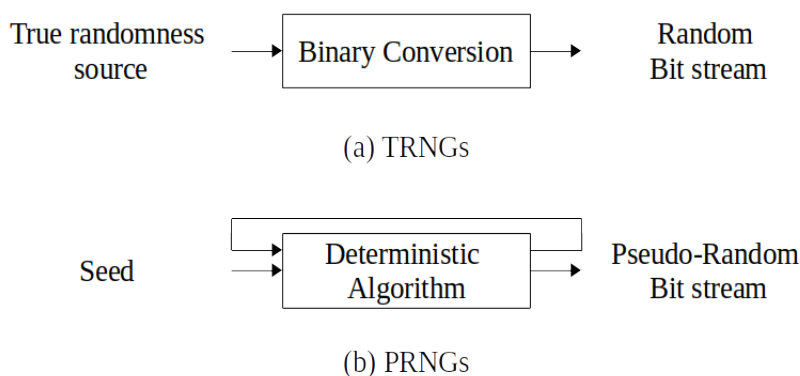 True randomness
source
Binary Conversion
Random
Bit stream
(a) TRNGs
Seed
Deterministic
Algorithm
Pseudo-Random
Bit stream
(b) PRNGs